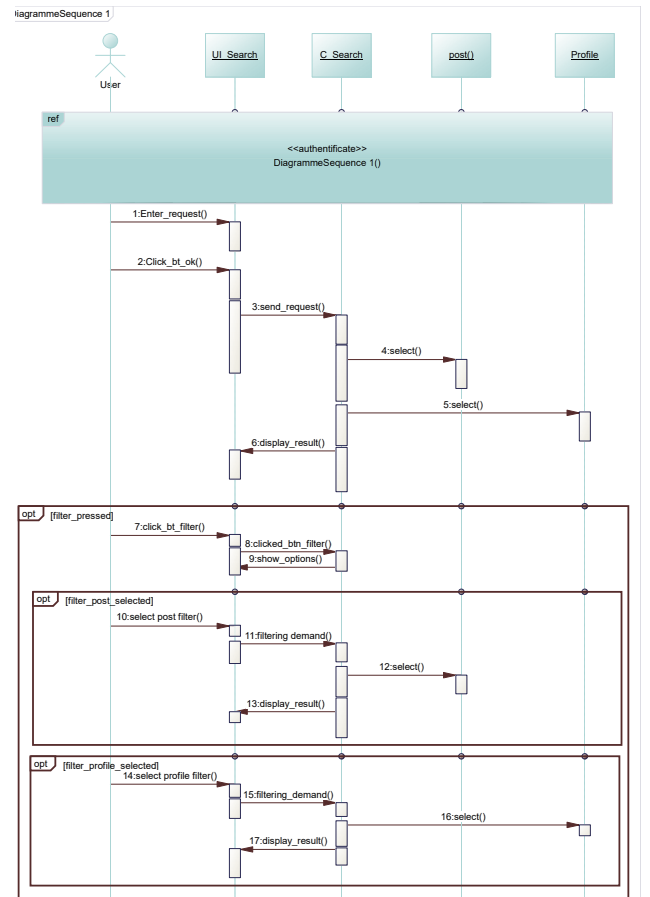 iagrammeSequence 1
User
UI_Search
C_Search
post()
Profile
ref
<<authentificate>>
DiagrammeSequence 1()
1:Enter_request()
2:Click_bt_ok()
3:send_request()
4:select()
5:select()
6:display_result()
opt [filter_pressed]
7:click_bt_filter()
8:clicked_btn_filter()
9:show_options()
opt [filter_post_selected]
10:select post filter()
11:filtering demand()
12:select()
13:display_result()
opt [filter_profile_selected]
14:select profile filter()
15:filtering_demand()
16:select()
17:display_result()